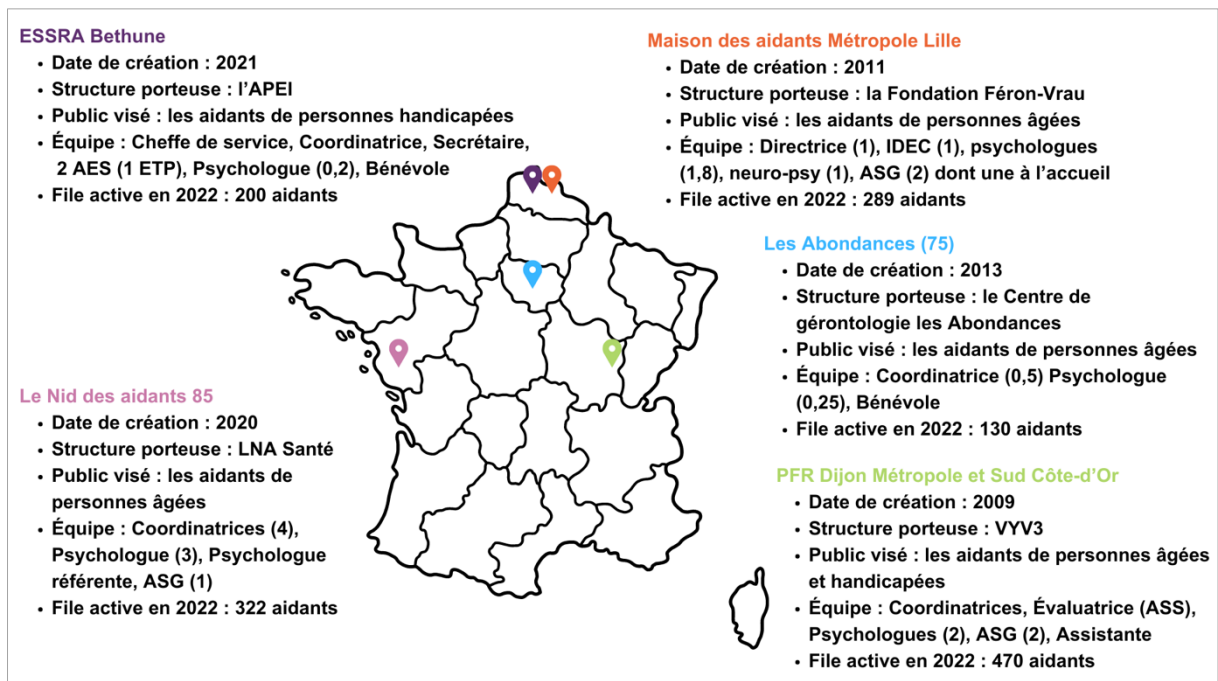 ESSRA Bethune
• Date de création : 2021
• Structure porteuse : l'APEI
• Public visé : les aidants de personnes handicapées
• Équipe : Cheffe de service, Coordinatrice, Secrétaire,
2 AES (1 ETP), Psychologue (0,2), Bénévole
• File active en 2022 : 200 aidants
Maison des aidants Métropole Lille
• Date de création : 2011
• Structure porteuse : la Fondation Féron-Vrau
• Public visé : les aidants de personnes âgées
• Équipe : Directrice (1), IDEC (1), psychologues
(1,8), neuro-psy (1), ASG (2) dont une à l'accueil
• File active en 2022 : 289 aidants
Les Abondances (75)
• Date de création : 2013
• Structure porteuse : le Centre de
gérontologie les Abondances
• Public visé : les aidants de personnes âgées
• Équipe : Coordinatrice (0,5) Psychologue
(0,25), Bénévole
• File active en 2022 : 130 aidants
Le Nid des aidants 85
• Date de création : 2020
• Structure porteuse : LNA Santé
• Public visé : les aidants de
personnes âgées
• Équipe : Coordinatrices (4),
Psychologue (3), Psychologue
référente, ASG (1)
• File active en 2022 : 322 aidants
PFR Dijon Métropole et Sud Côte-d'Or
• Date de création : 2009
• Structure porteuse : VYV3
• Public visé : les aidants de personnes âgées
et handicapées
• Équipe : Coordinatrices, Évaluatrice (ASS),
Psychologues (2), ASG (2), Assistante
• File active en 2022 : 470 aidants